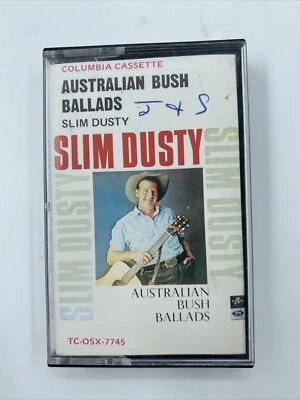 COLUMBIA CASSETTE
AUSTRALIAN BUSH
BALLADS J & S
SLIM DUSTY
SLIM DUSTY
SLIM DUSTY
SLIM DUSTY
AUSTRALIAN
BUSH
BALLADS
TC-OSX-7745